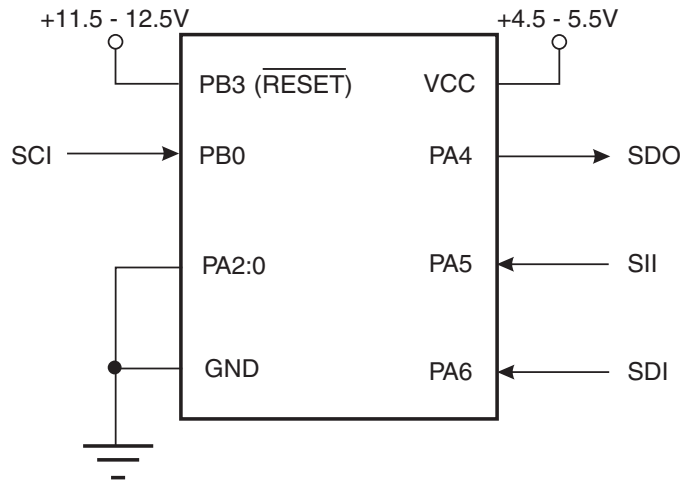 +11.5 - 12.5V
+4.5 - 5.5V
PB3 (RESET)
VCC
SCI
PB0
PA4
SDO
PA2:0
PA5
SII
GND
PA6
SDI